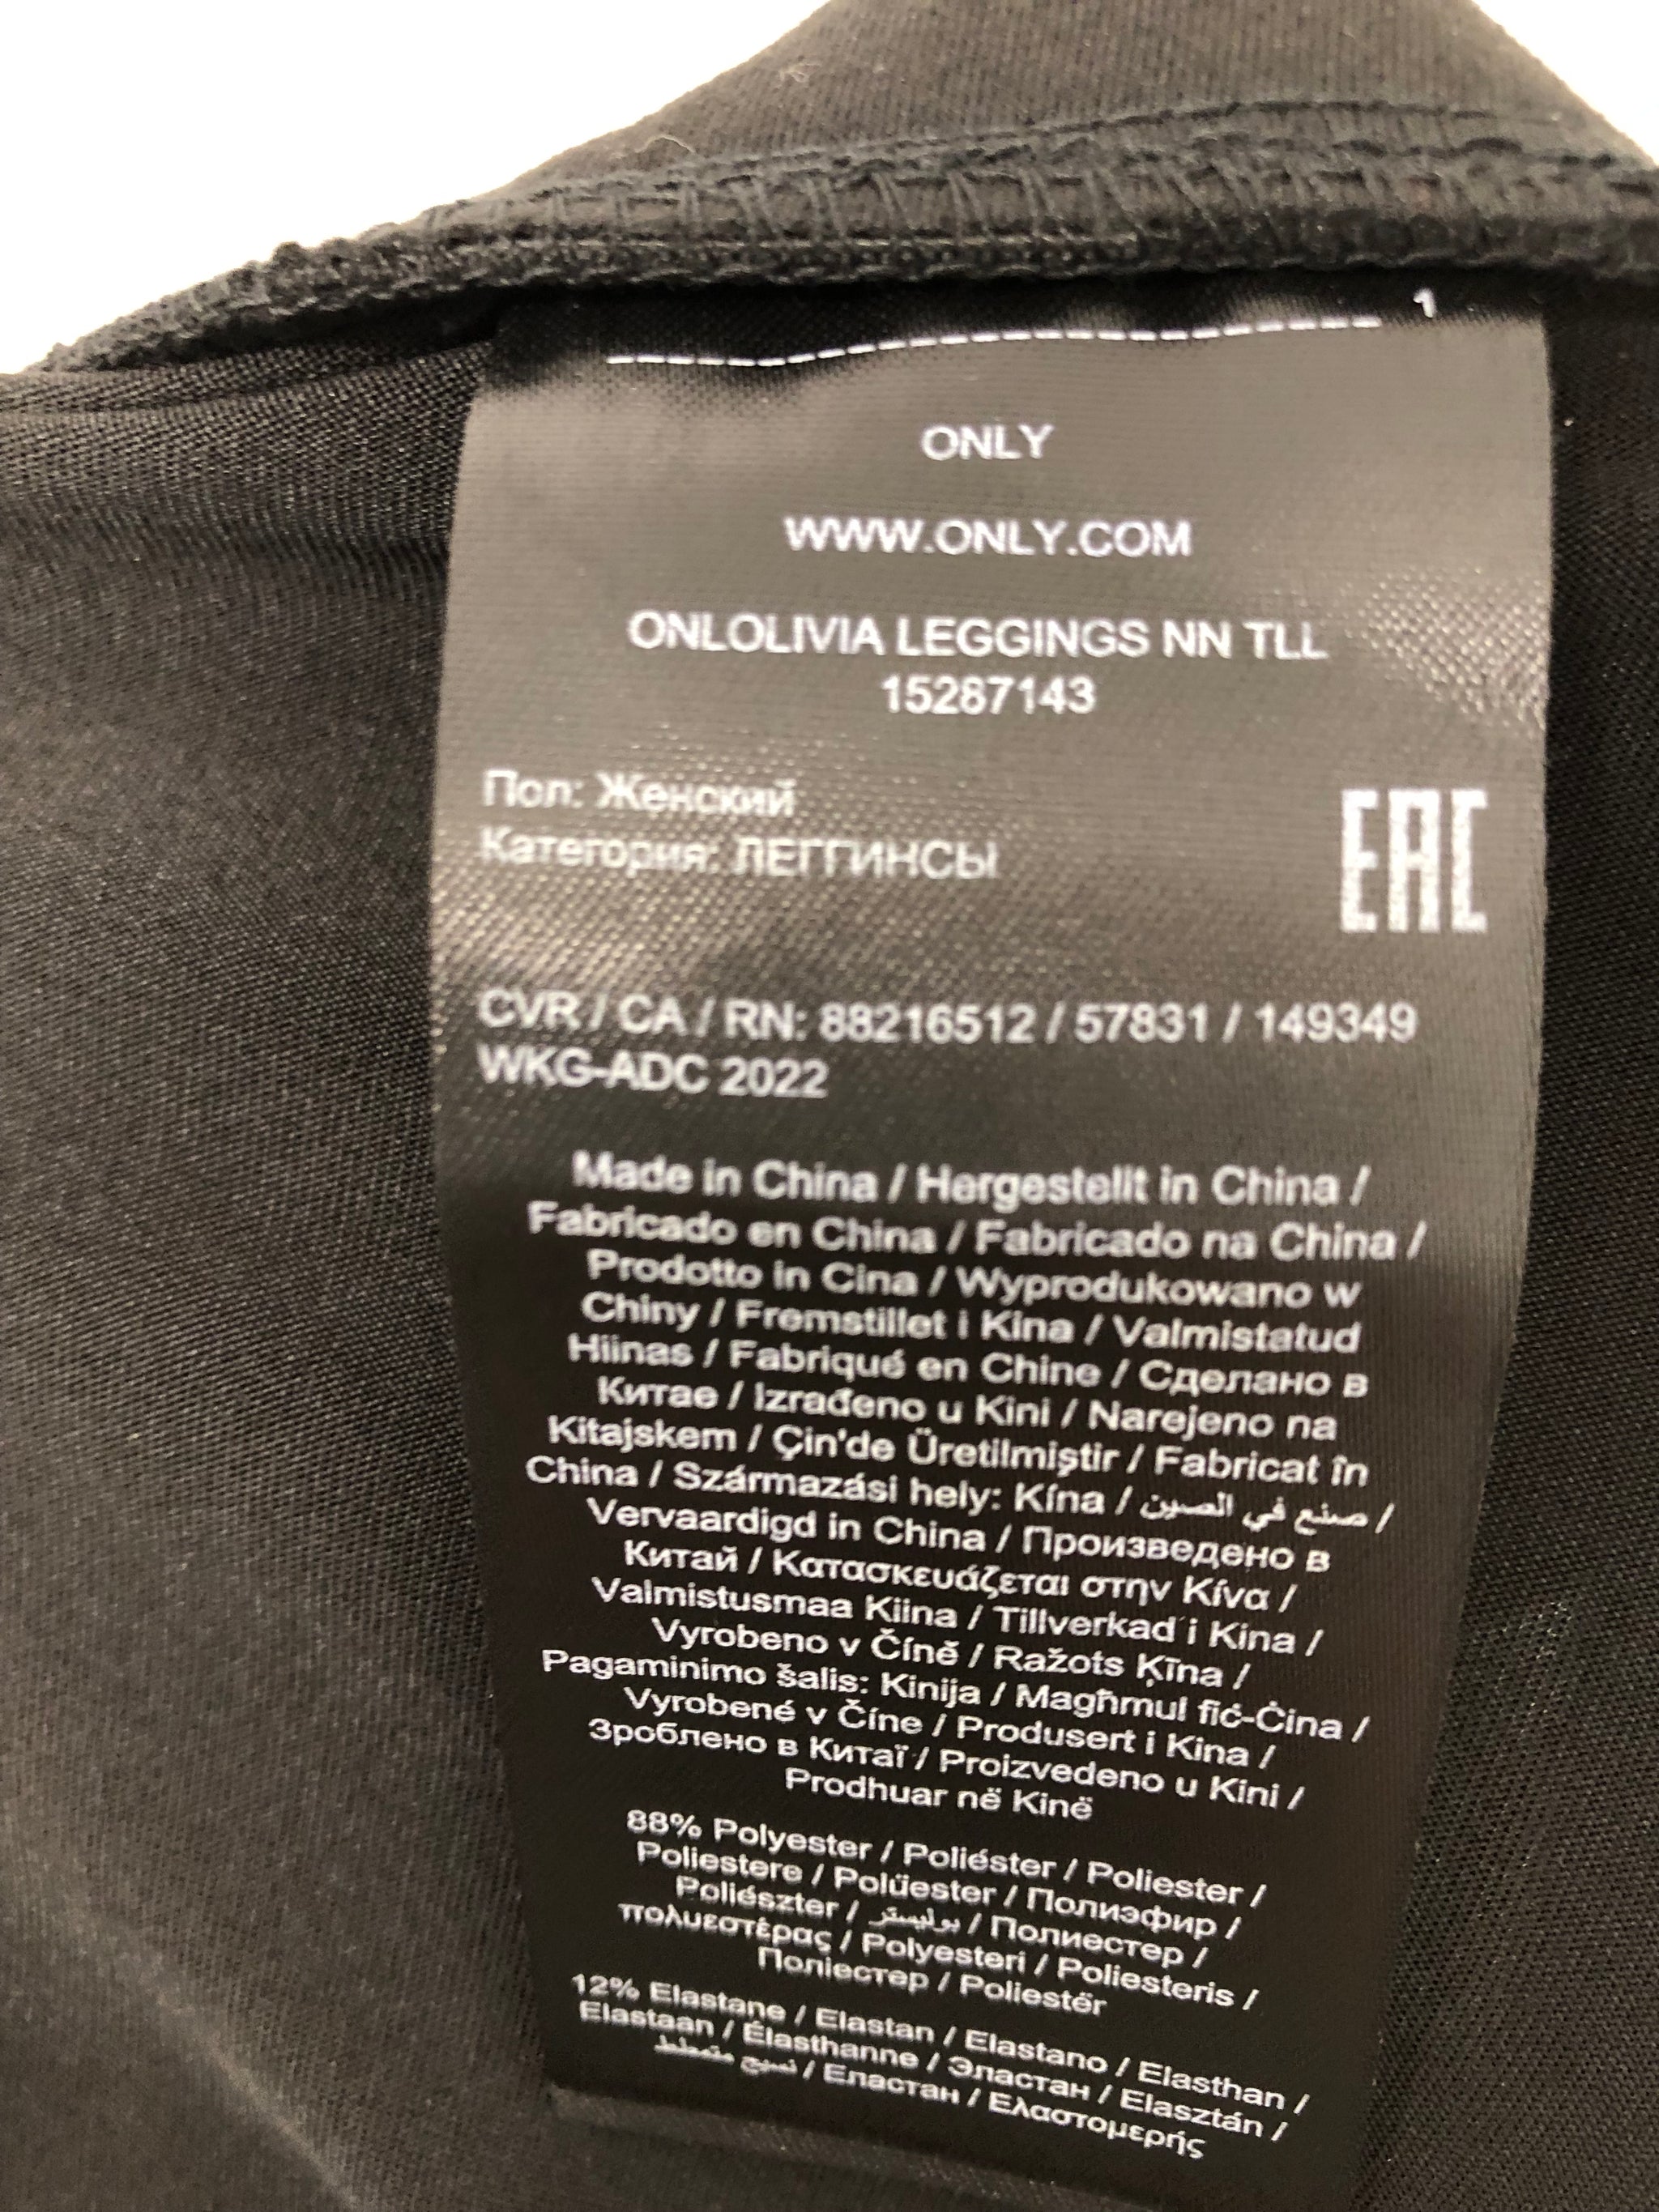 1
ONLY
WWW.ONLY.COM
ONLOLIVIA LEGGINGS NN TLL
15287143
Пол: Женский
Категория: ЛЕГГИНСЫ
EAC
CVR / CA / RN: 88216512 / 57831 / 149349
WKG-ADC 2022
Made in China / Hergestellt in China /
Fabricado en China / Fabricado na China /
Prodotto in Cina / Wyprodukowano w
Chiny / Fremstillet i Kina / Valmistatud
Hiinas / Fabriqué en Chine / Сделано в
Китае / Izrađeno u Kini / Narejeno na
Kitajskem / Çin'de Üretilmiştir / Fabricat în
China / Származási hely: Kína / صنع في الصين /
Vervaardigd in China / Произведено в
Китай / Κατασκευάζεται στην Κίνα /
Valmistusmaa Kiina / Tillverkad i Kina /
Vyrobeno v Číně / Ražots Ķīna /
Pagaminimo šalis: Kinija / Magħmul fiċ-Ċina /
Vyrobené v Číne / Produsert i Kina /
Зроблено в Китаї / Proizvedeno u Kini /
Prodhuar në Kinë
88% Polyester / Poliéster / Poliester /
Poliestere / Polüester / Полиэфир /
Poliészter / بوليستر / Полиестер /
πολυεστέρας / Polyesteri / Poliesteris /
Поліестер / Poliestër
12% Elastane / Elastan / Elastano / Elasthan /
Elastaan / Élasthanne / Эластан / Elasztán /
نسيج متمطط / Еластан / Ελαστομερής